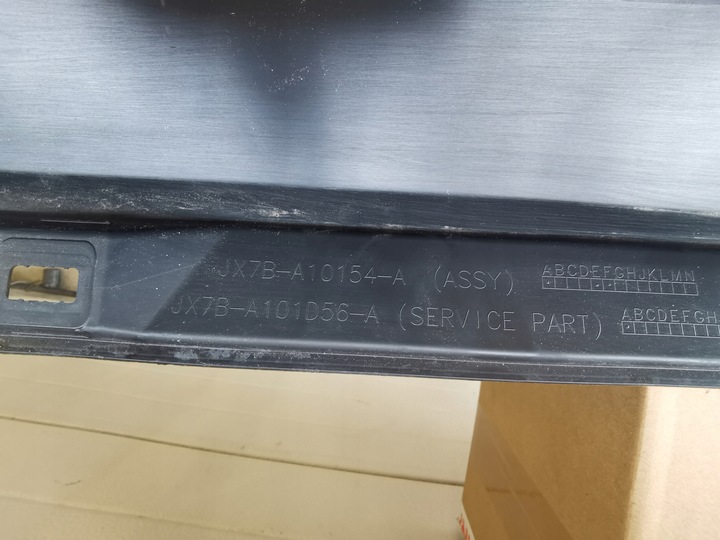 JX7B-A10154-A (ASSY) ABCDEFGHJKLMN
JX7B-A101D56-A (SERVICE PART) ABCDEFGH